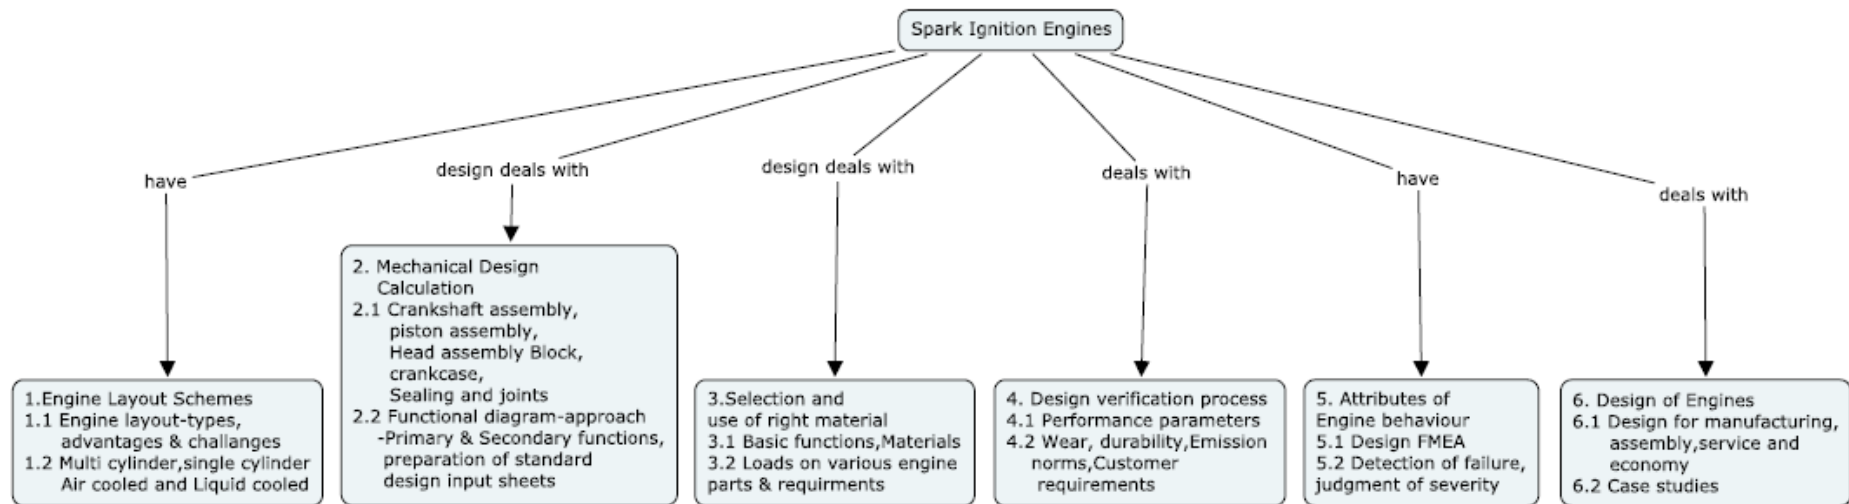 Spark Ignition Engines
have
design deals with
design deals with
deals with
have
deals with
1.Engine Layout Schemes
1.1 Engine layout-types,
advantages & challanges
1.2 Multi cylinder,single cylinder
Air cooled and Liquid cooled
2. Mechanical Design
Calculation
2.1 Crankshaft assembly,
piston assembly,
Head assembly Block,
crankcase,
Sealing and joints
2.2 Functional diagram-approach
-Primary & Secondary functions,
preparation of standard
design input sheets
3.Selection and
use of right material
3.1 Basic functions,Materials
3.2 Loads on various engine
parts & requirments
4. Design verification process
4.1 Performance parameters
4.2 Wear, durability,Emission
norms,Customer
requirements
5. Attributes of
Engine behaviour
5.1 Design FMEA
5.2 Detection of failure,
judgment of severity
6. Design of Engines
6.1 Design for manufacturing,
assembly,service and
economy
6.2 Case studies